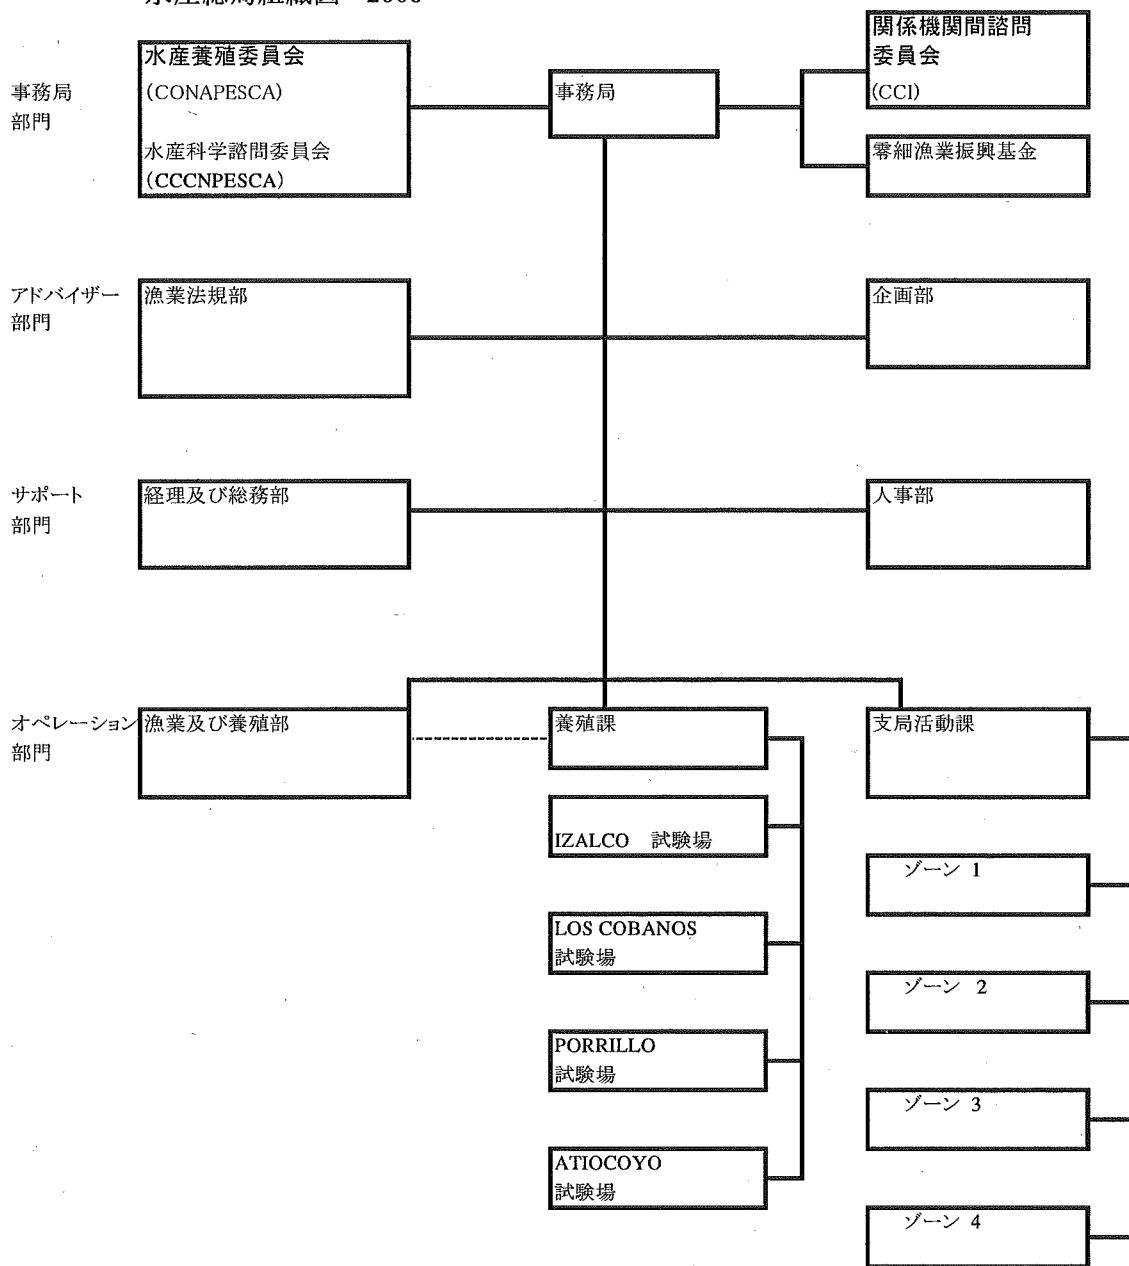 事務局
部門
水産養殖委員会
(CONAPESCA)
水産科学諮問委員会
(CCCNPESCA)
事務局
関係機関間諮問
委員会
(CCI)
零細漁業振興基金
アドバイザー
部門
漁業法規部
企画部
サポート
部門
経理及び総務部
人事部
オペレーション
部門
漁業及び養殖部
養殖課
支局活動課
IZALCO 試験場
LOS COBANOS
試験場
PORRILLO
試験場
ATIOCOYO
試験場
ゾーン 1
ゾーン 2
ゾーン 3
ゾーン 4